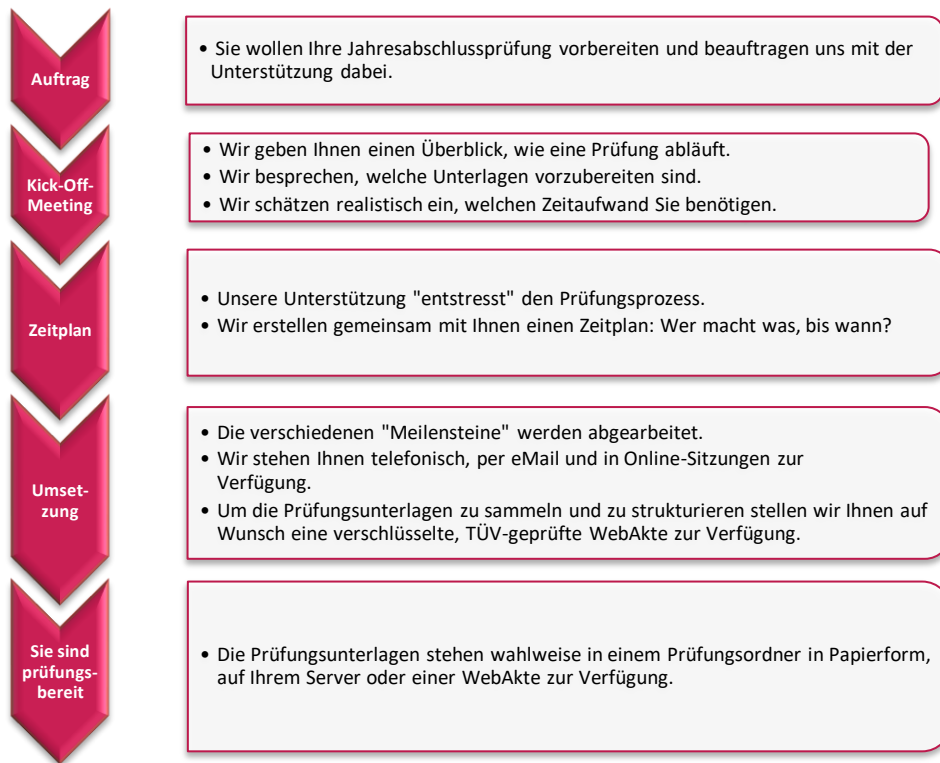 Auftrag
• Sie wollen Ihre Jahresabschlussprüfung vorbereiten und beauftragen uns mit der
Unterstützung dabei.
Kick-Off-
Meeting
• Wir geben Ihnen einen Überblick, wie eine Prüfung abläuft.
• Wir besprechen, welche Unterlagen vorzubereiten sind.
• Wir schätzen realistisch ein, welchen Zeitaufwand Sie benötigen.
Zeitplan
• Unsere Unterstützung "entstresst" den Prüfungsprozess.
• Wir erstellen gemeinsam mit Ihnen einen Zeitplan: Wer macht was, bis wann?
Umset-
zung
• Die verschiedenen "Meilensteine" werden abgearbeitet.
• Wir stehen Ihnen telefonisch, per eMail und in Online-Sitzungen zur
Verfügung.
• Um die Prüfungsunterlagen zu sammeln und zu strukturieren stellen wir Ihnen auf
Wunsch eine verschlüsselte, TÜV-geprüfte WebAkte zur Verfügung.
Sie sind
prüfungs-
bereit
• Die Prüfungsunterlagen stehen wahlweise in einem Prüfungsordner in Papierform,
auf Ihrem Server oder einer WebAkte zur Verfügung.